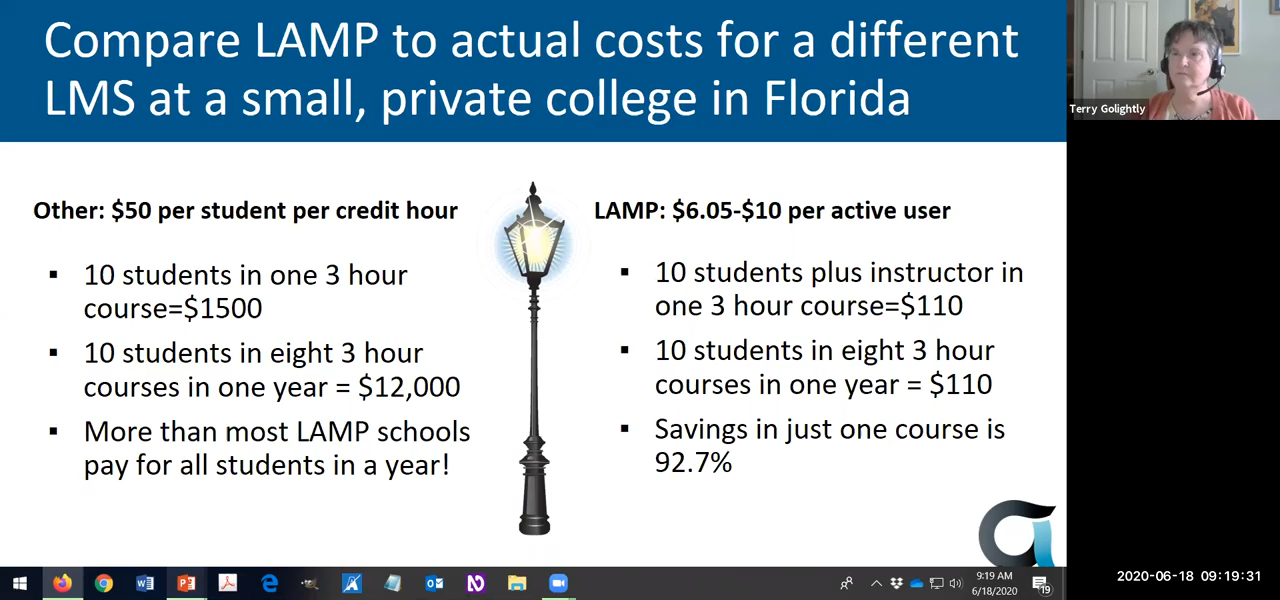 Compare LAMP to actual costs for a different
LMS at a small, private college in Florida
Terry Golightly
Other: $50 per student per credit hour
▪ 10 students in one 3 hour
course=$1500
▪ 10 students in eight 3 hour
courses in one year = $12,000
▪ More than most LAMP schools
pay for all students in a year!
LAMP: $6.05-$10 per active user
▪ 10 students plus instructor in
one 3 hour course=$110
▪ 10 students in eight 3 hour
courses in one year = $110
▪ Savings in just one course is
92.7%
9:19 AM
6/18/2020
19
2020-06-18 09:19:31